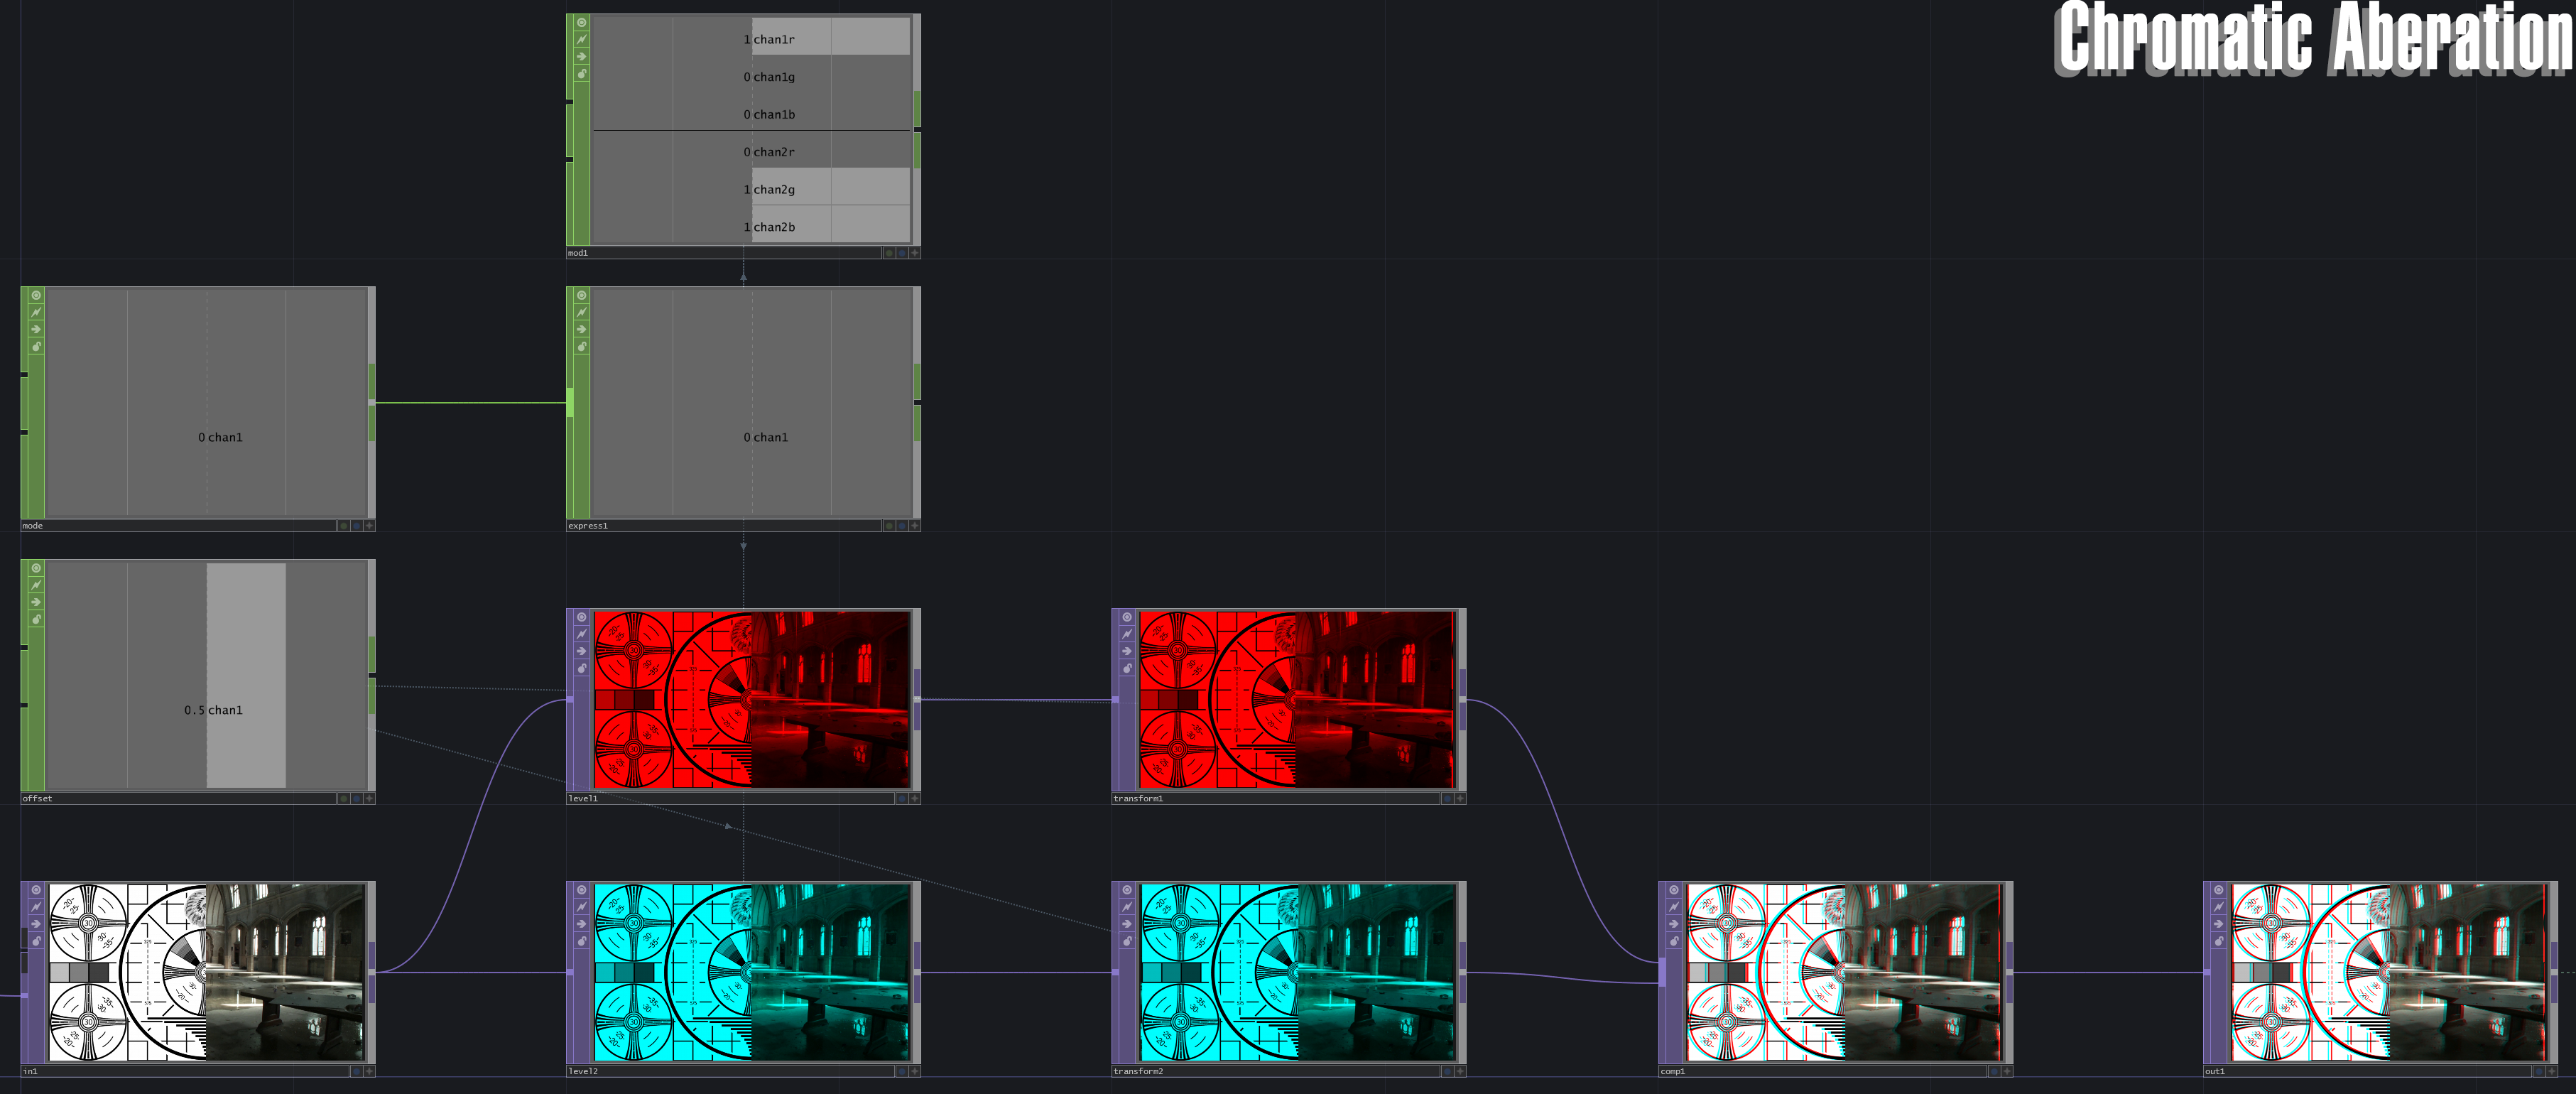 Chromatic Aberation
1 chan1r
0 chan1g
0 chan1b
0 chan2r
1 chan2g
1 chan2b
mod1
0 chan1
mode
0 chan1
express1
0.5 chan1
offset
level1
transform1
in1
level2
transform2
comp1
out1